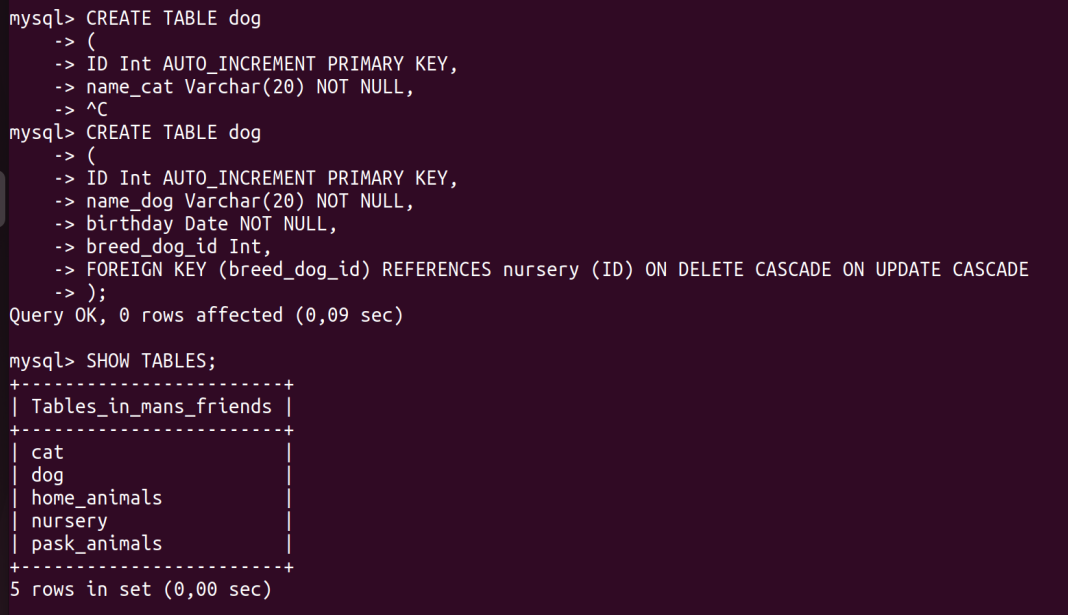 mysql> CREATE TABLE dog
    -> (
    -> ID Int AUTO_INCREMENT PRIMARY KEY,
    -> name_cat Varchar(20) NOT NULL,
    -> ^C
mysql> CREATE TABLE dog
    -> (
    -> ID Int AUTO_INCREMENT PRIMARY KEY,
    -> name_dog Varchar(20) NOT NULL,
    -> birthday Date NOT NULL,
    -> breed_dog_id Int,
    -> FOREIGN KEY (breed_dog_id) REFERENCES nursery (ID) ON DELETE CASCADE ON UPDATE CASCADE
    -> );
Query OK, 0 rows affected (0,09 sec)

mysql> SHOW TABLES;
+------------------------+
| Tables_in_mans_friends |
+------------------------+
| cat                    |
| dog                    |
| home_animals           |
| nursery                |
| pask_animals           |
+------------------------+
5 rows in set (0,00 sec)